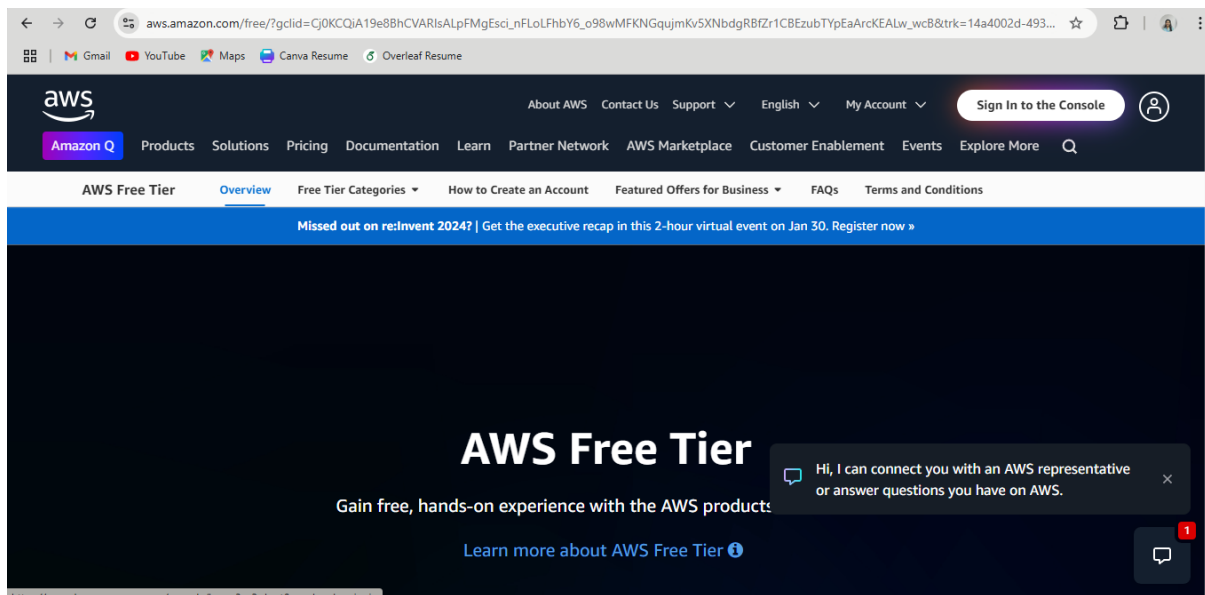 aws.amazon.com/free/?gclid=Cj0KCQiA19e8BhCVARIsALpFMgEsci_nFLoLFhbY6_o98wMFKNGqujmKv5XNbdgRBfZr1CBEzubTYpEaArcKEALw_wcB&trk=14a4002d-493...
Gmail YouTube Maps Canva Resume Overleaf Resume
aws
About AWS Contact Us Support English My Account Sign In to the Console
Amazon Q Products Solutions Pricing Documentation Learn Partner Network AWS Marketplace Customer Enablement Events Explore More
AWS Free Tier Overview Free Tier Categories How to Create an Account Featured Offers for Business FAQs Terms and Conditions
Missed out on re:Invent 2024? | Get the executive recap in this 2-hour virtual event on Jan 30. Register now »
AWS Free Tier
Gain free, hands-on experience with the AWS products
Learn more about AWS Free Tier
Hi, I can connect you with an AWS representative
or answer questions you have on AWS.
1